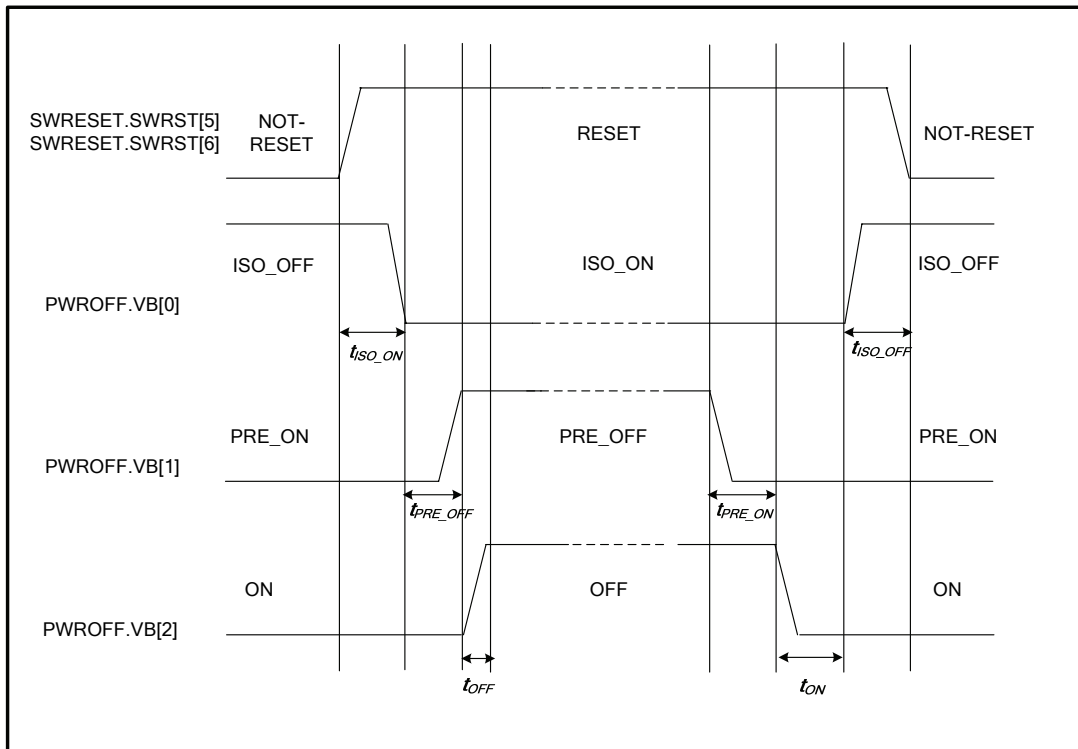 SWRESET.SWRST[5]
SWRESET.SWRST[6]
NOT-
RESET
RESET
NOT-RESET
ISO_OFF
ISO_ON
ISO_OFF
PWROFF.VB[0]
tISO_ON
tISO_OFF
PRE_ON
PRE_OFF
PRE_ON
PWROFF.VB[1]
tPRE_OFF
tPRE_ON
ON
OFF
ON
PWROFF.VB[2]
tOFF
tON